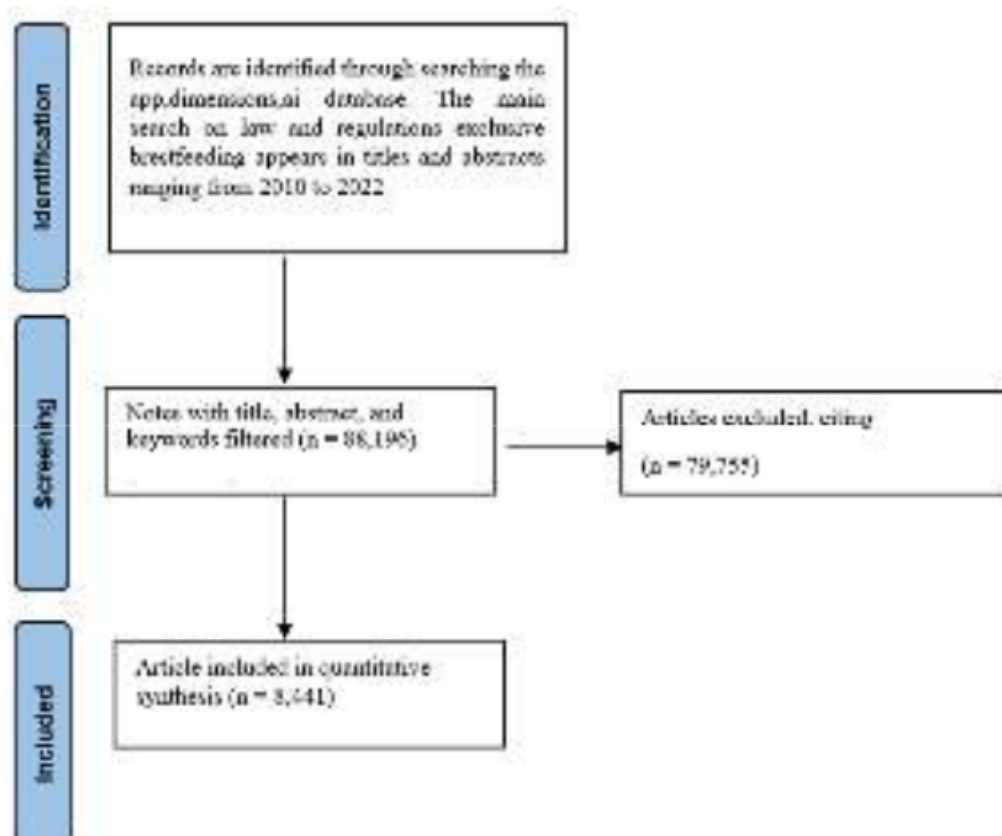 Identification
Records are identified through searching the
app.dimensions,ai database. The main
search on law and regulations exclusive
brestfeeding appears in titles and abstracts
ranging from 2010 to 2022
Screening
Notes with title, abstract, and
keywords filtered (n = 88,196)
Articles excluded, citing
(n = 79,755)
Included
Article included in quantitative
synthesis (n = 8,441)